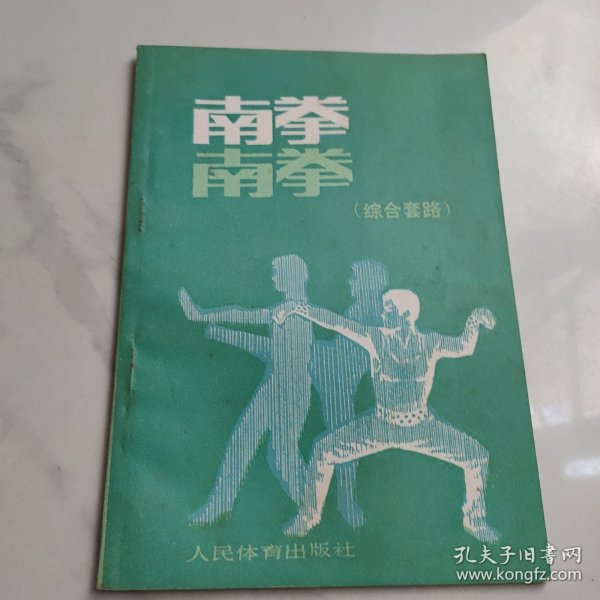 南拳
南拳
（综合套路）
人民体育出版社
孔夫子旧书网
www.kongfz.com